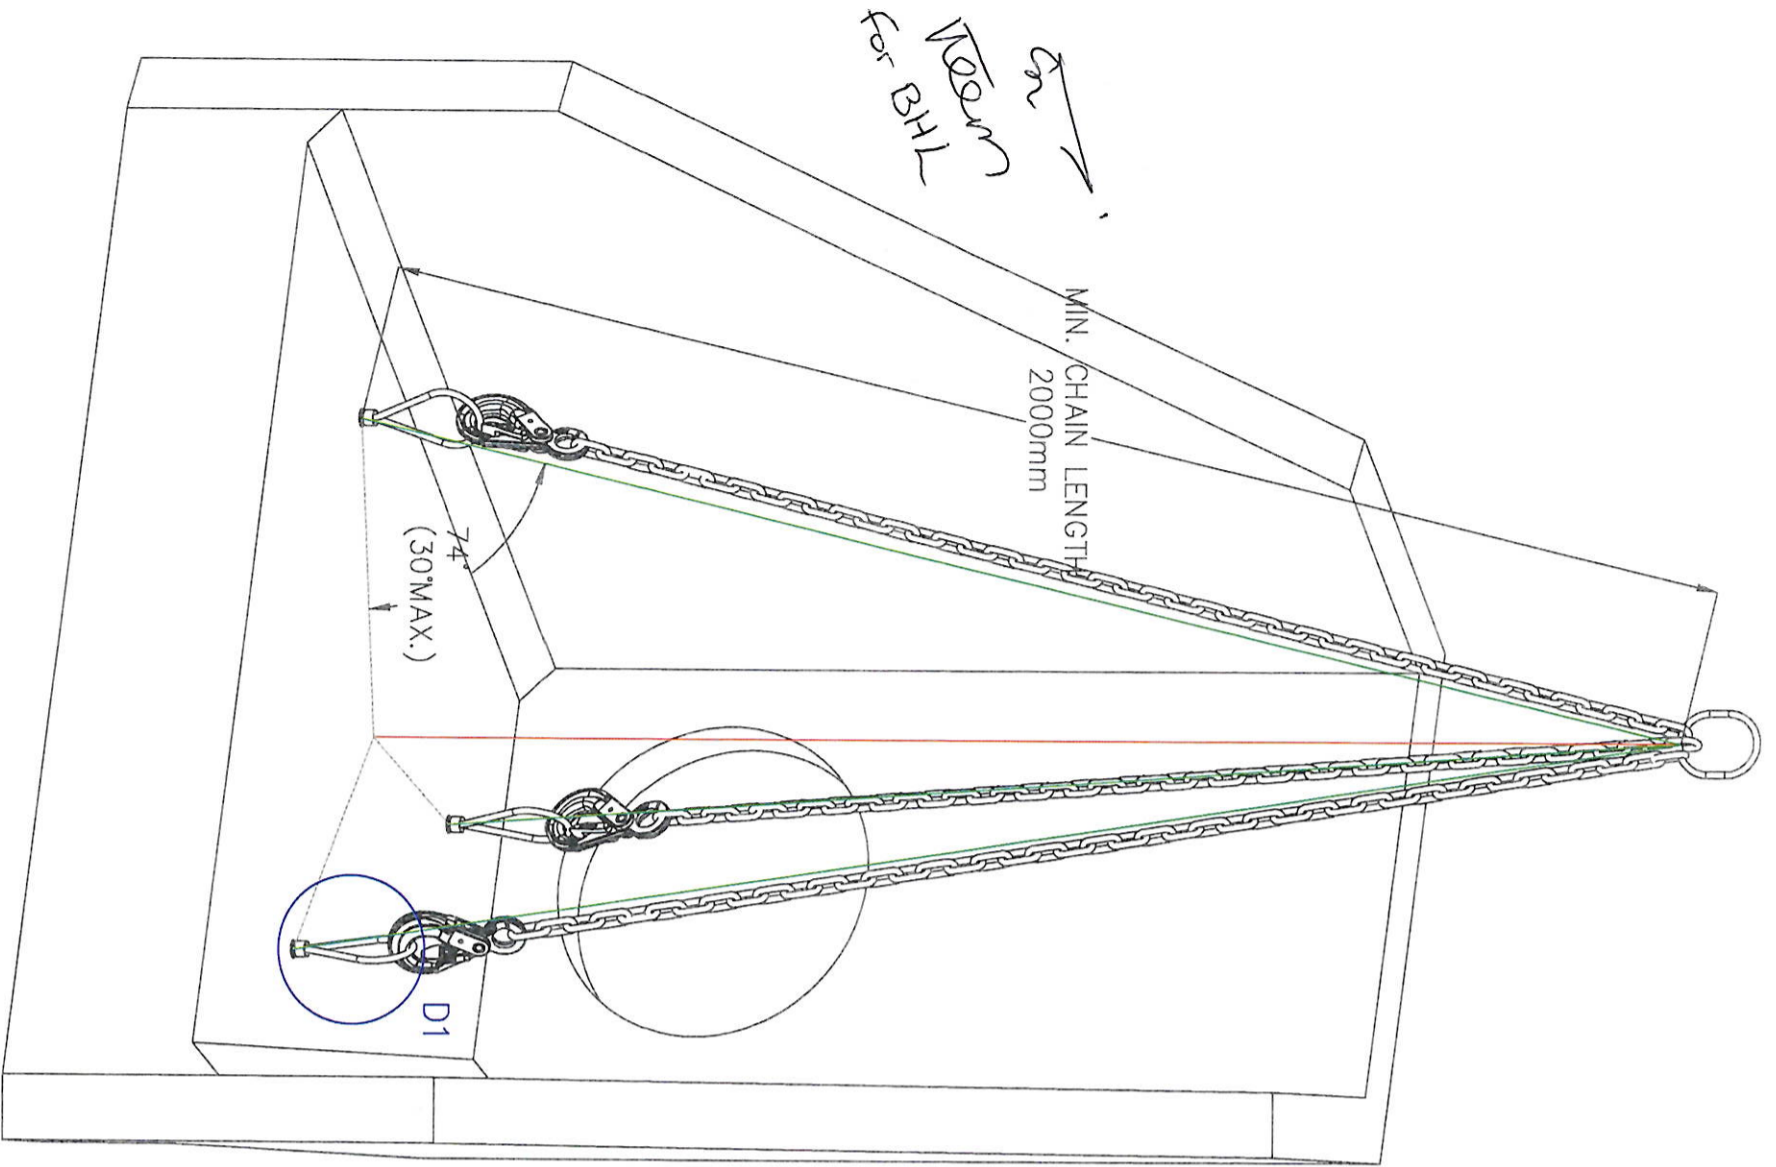 For BHL
MIN. CHAIN LENGTH
2000mm
74°
(30°MAX.)
D1